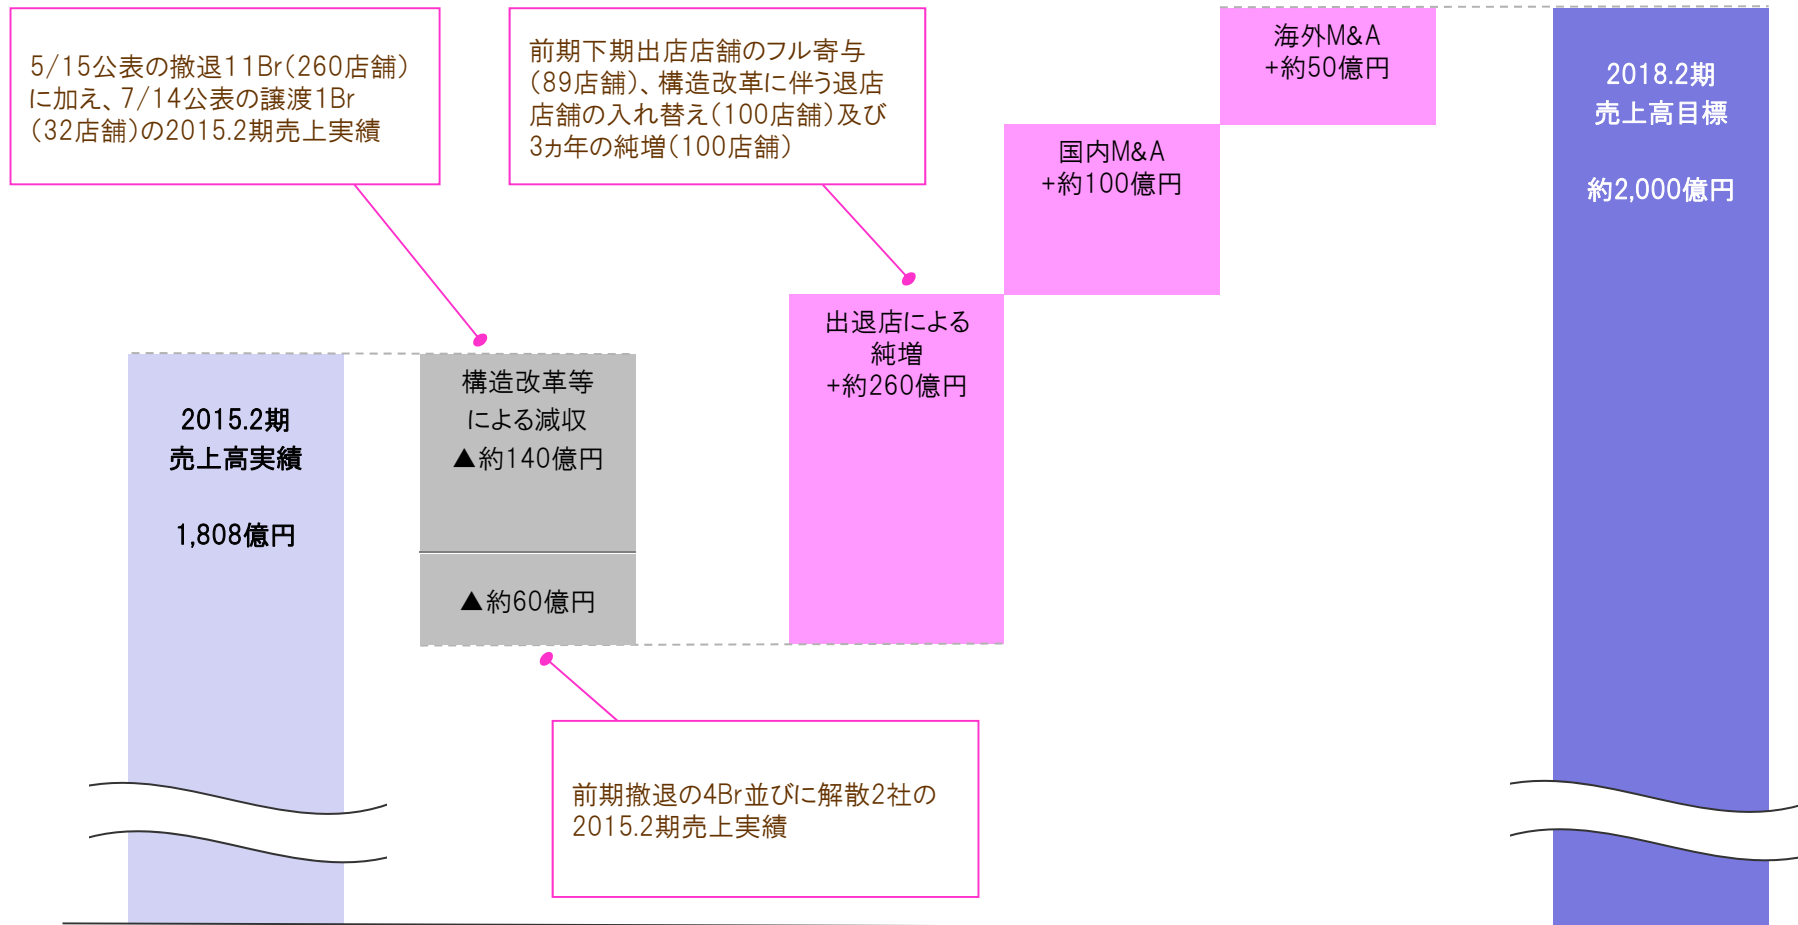 5/15公表の撤退11Br(260店舗)
に加え、7/14公表の譲渡1Br
(32店舗)の2015.2期売上実績
前期下期出店店舗のフル寄与
(89店舗)、構造改革に伴う退店
店舗の入れ替え(100店舗)及び
3ヵ年の純増(100店舗)
海外M&A
+約50億円
2018.2期
売上高目標
約2,000億円
国内M&A
+約100億円
出退店による
純増
+約260億円
構造改革等
による減収
▲約140億円
2015.2期
売上高実績
1,808億円
▲約60億円
前期撤退の4Br並びに解散2社の
2015.2期売上実績